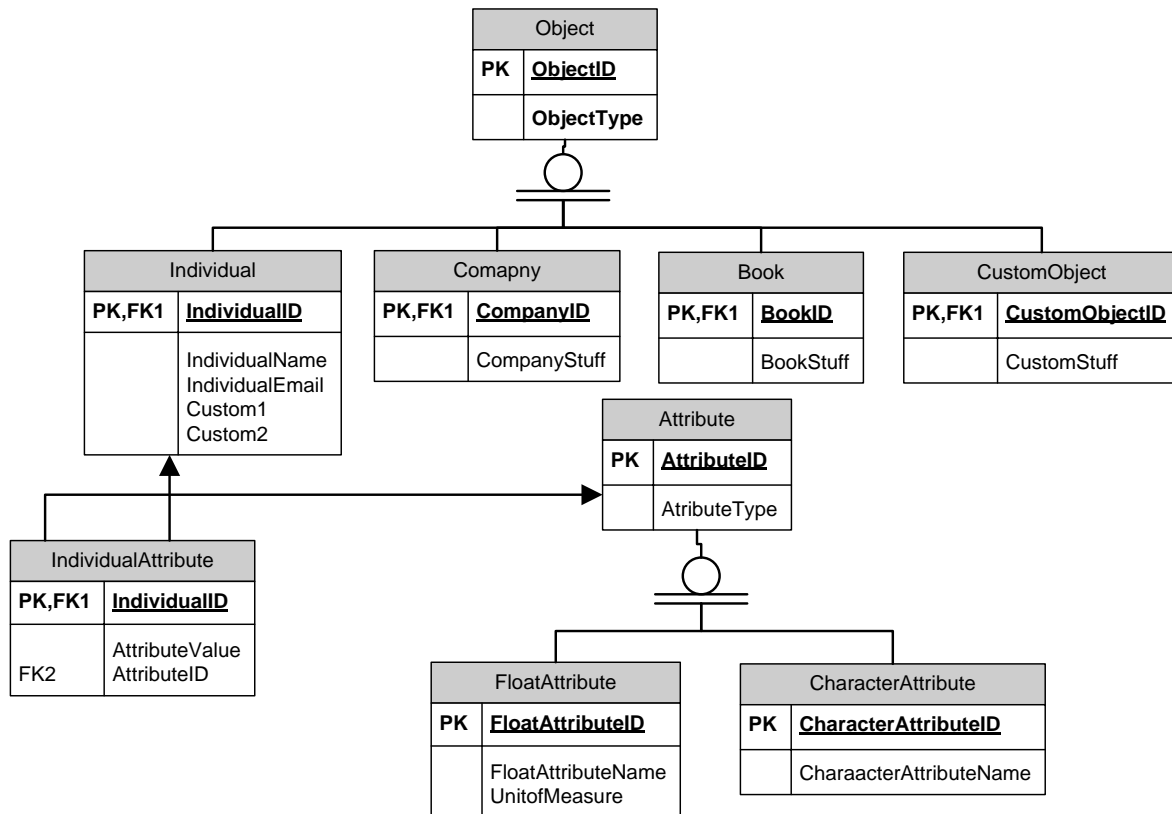 Object
PK ObjectID
ObjectType
Individual
PK,FK1 IndividualID
IndividualName
IndividualEmail
Custom1
Custom2
Comapny
PK,FK1 CompanyID
CompanyStuff
Book
PK,FK1 BookID
BookStuff
CustomObject
PK,FK1 CustomObjectID
CustomStuff
Attribute
PK AttributeID
AtributeType
IndividualAttribute
PK,FK1 IndividualID
AttributeValue
FK2 AttributeID
FloatAttribute
PK FloatAttributeID
FloatAttributeName
UnitofMeasure
CharacterAttribute
PK CharacterAttributeID
CharaacterAttributeName